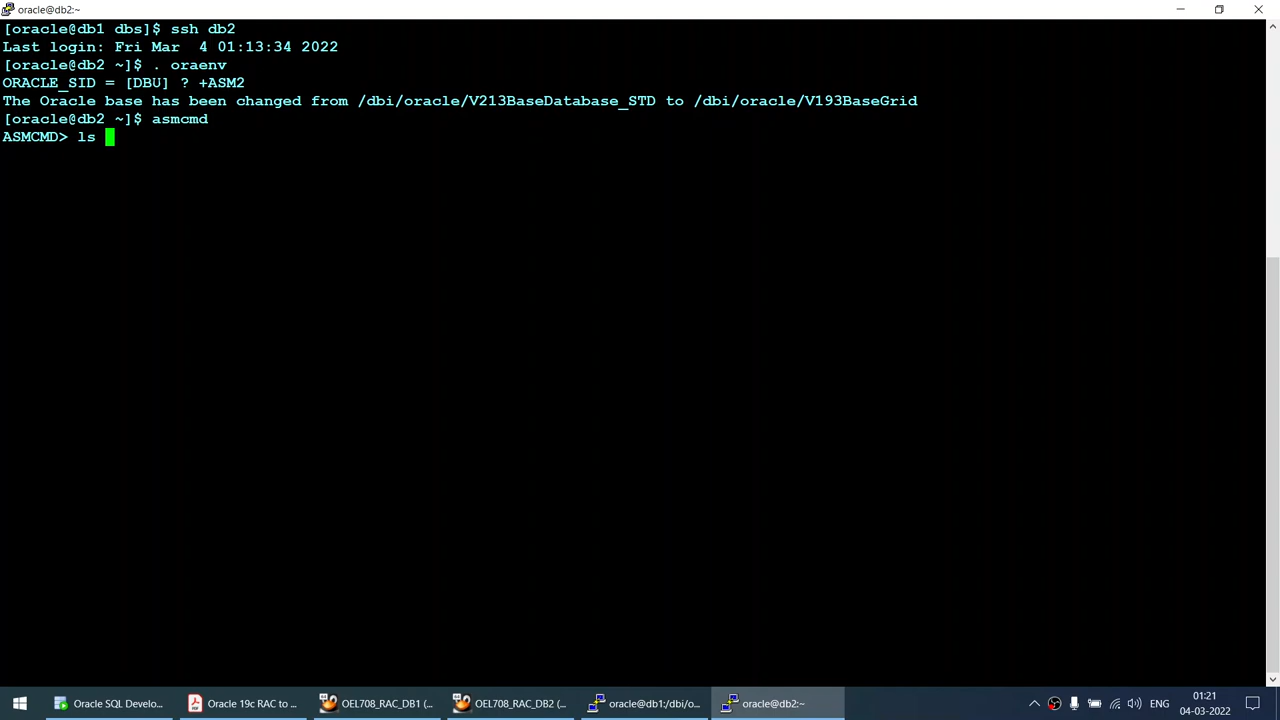 oracle@db2:~
[oracle@db1 dbs]$ ssh db2
Last login: Fri Mar  4 01:13:34 2022
[oracle@db2 ~]$ . oraenv
ORACLE_SID = [DBU] ? +ASM2
The Oracle base has been changed from /dbi/oracle/V213BaseDatabase_STD to /dbi/oracle/V193BaseGrid
[oracle@db2 ~]$ asmcmd
ASMCMD> ls
Oracle SQL Develo...
Oracle 19c RAC to ...
OEL708_RAC_DB1 (...
OEL708_RAC_DB2 (...
oracle@db1:/dbi/o...
oracle@db2:~
ENG
01:21
04-03-2022